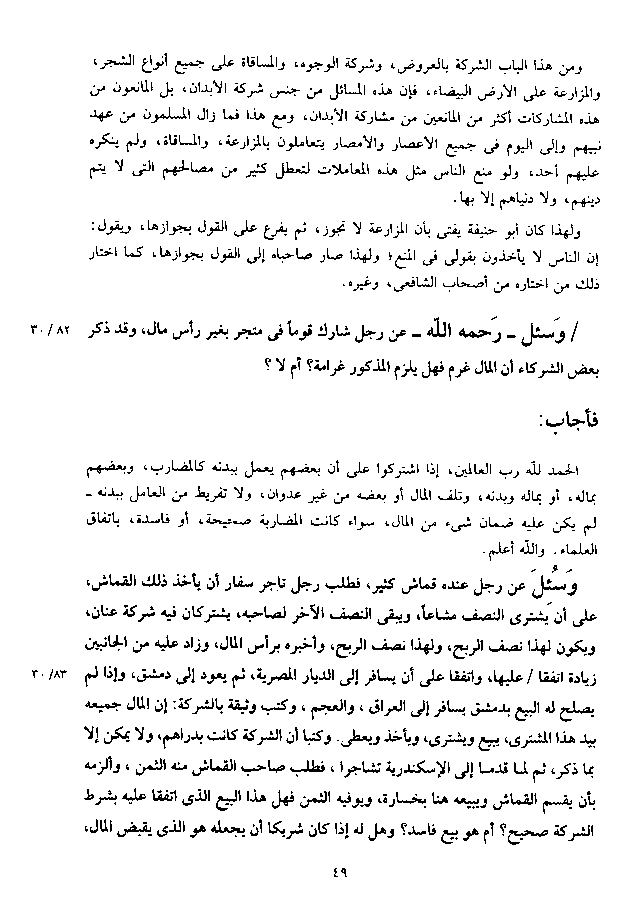 ومن هذا الباب الشركة بالعروض، وشركة الوجوه، والمساقاة على جميع أنواع الشجر،
والمزارعة على الأرض البيضاء، فإن هذه المسائل من جنس شركة الأبدان، بل المانعون من
هذه المشاركات أكثر من المانعين من مشاركة الأبدان، ومع هذا فما زال المسلمون من عهد
نبيهم وإلى اليوم فى جميع الأعصار والأمصار يتعاملون بالمزارعة، والمساقاة، ولم ينكره
عليهم أحد، ولو منع الناس مثل هذه المعاملات لتعطل كثير من مصالحهم التى لا يتم
دينهم، ولا دنياهم إلا بها.
ولهذا كان أبو حنيفة يفتى بأن المزارعة لا تجوز، ثم يفرع على القول بجوازها، ويقول:
إن الناس لا يأخذون بقولى فى المنع؛ ولهذا صار صاحباه إلى القول بجوازها، كما اختار
ذلك من اختاره من أصحاب الشافعى، وغيره.
/ وَسئل ــ رَحمه اللّه ــ عن رجل شارك قوماً فى متجر بغير رأس مال، وقد ذكر ٣٠/٨٢
بعض الشركاء أن المال غرم فهل يلزم المذكور غرامة؟ أم لا ؟
فأجاب:
الحمد للّه رب العالمين، إذا اشتركوا على أن بعضهم يعمل ببدنه كالمضارب، وبعضهم
بماله، أو بماله وبدنه، وتلف المال أو بعضه من غير عدوان، ولا تفريط من العامل ببدنه ــ
لم يكن عليه ضمان شىء من المال، سواء كانت المضاربة صحيحة، أو فاسدة، باتفاق
العلماء. واللّه أعلم.
وَسُئلَ عن رجل عنده قماش كثير، فطلب رجل تاجر سفار أن يأخذ ذلك القماش،
على أن يشترى النصف مشاعاً، ويبقى النصف الآخر لصاحبه، يشتركان فيه شركة عنان،
ويكون لهذا نصف الربح، ولهذا نصف الربح، وأخبره برأس المال، وزاد عليه من الجانبين
زيادة اتفقا / عليها، واتفقا على أن يسافر إلى الديار المصرية، ثم يعود إلى دمشق، وإذا لم ٣٠/٨٣
يصلح له البيع بدمشق يسافر إلى العراق، والعجم ، وكتب وثيقة بالشركة: إن المال جميعه
بيد هذا المشترى، يبيع ويشترى، ويأخذ ويعطى. وكتبا أن الشركة كانت بدراهم، ولا يمكن إلا
بما ذكر، ثم لما قدما إلى الإسكندرية تشاجرا ، فطلب صاحب القماش منه الثمن ، وألزمه
بأن يقسم القماش ويبيعه هنا بخسارة، ويوفيه الثمن فهل هذا البيع الذى اتفقا عليه بشرط
الشركة صحيح؟ أم هو بيع فاسد؟ وهل له إذا كان شريكا أن يجعله هو الذى يقبض المال،
٤٩